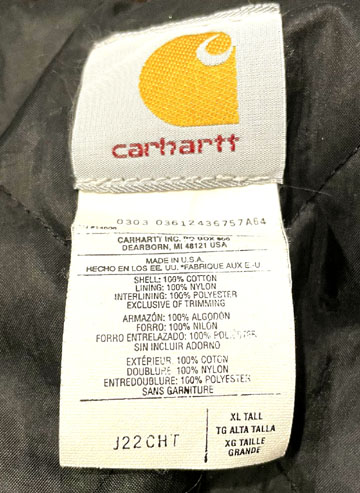 carhartt
0303 03612436757A64
CARHARTT INC.
DEARBORN, MI 48121 USA
MADE IN U.S.A.
HECHO EN LOS EE. UU. *FABRIQUE AUX
SHELL: 100% COTTON
LINING: 100% NYLON
INTERLINING: 100% POLYESTER
EXCLUSIVE OF TRIMMING
ARMAZÓN: 100% ALGODÓN
FORRO: 100% NILÓN
FORRO ENTRELAZADO: 100% POLIÉSTER
SIN INCLUIR ADORNO
EXTÉRIEUR: 100% COTON
DOUBLURE: 100% NYLON
ENTREDOUBLURE: 100% POLYESTER
SANS GARNITURE
J22CHT
XL TALL
TG ALTA TALLA
XG TAILLE
GRANDE